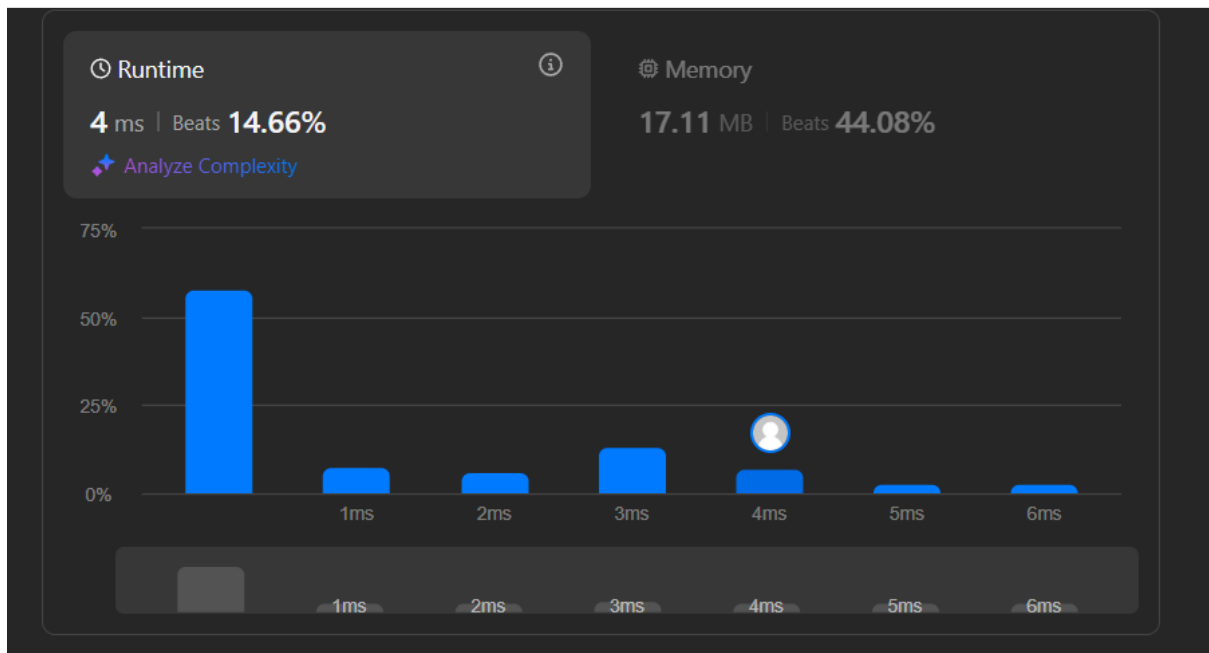 Runtime
4 ms | Beats 14.66%
Analyze Complexity
Memory
17.11 MB | Beats 44.08%
75%
50%
25%
0%
1ms 2ms 3ms 4ms 5ms 6ms
1ms 2ms 3ms 4ms 5ms 6ms